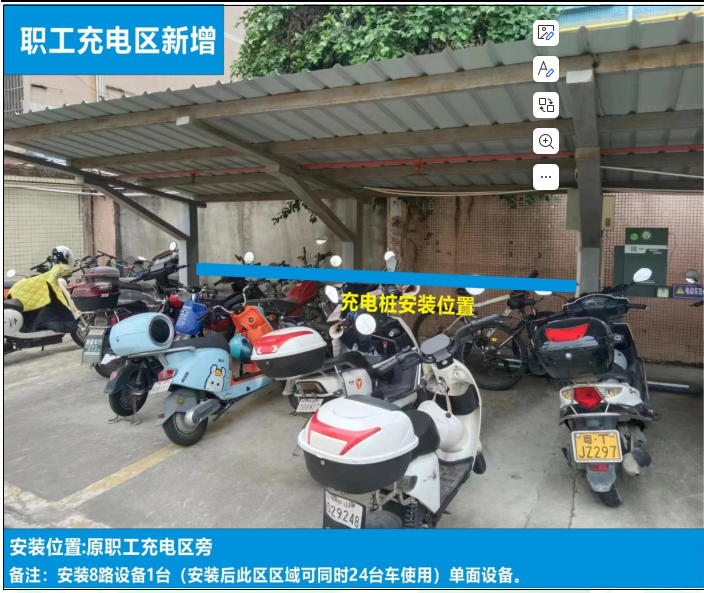 职工充电区新增
充电桩安装位置
粤·T
JZ297
29248
安装位置:原职工充电区旁
备注：安装8路设备1台（安装后此区区域可同时24台车使用）单面设备。